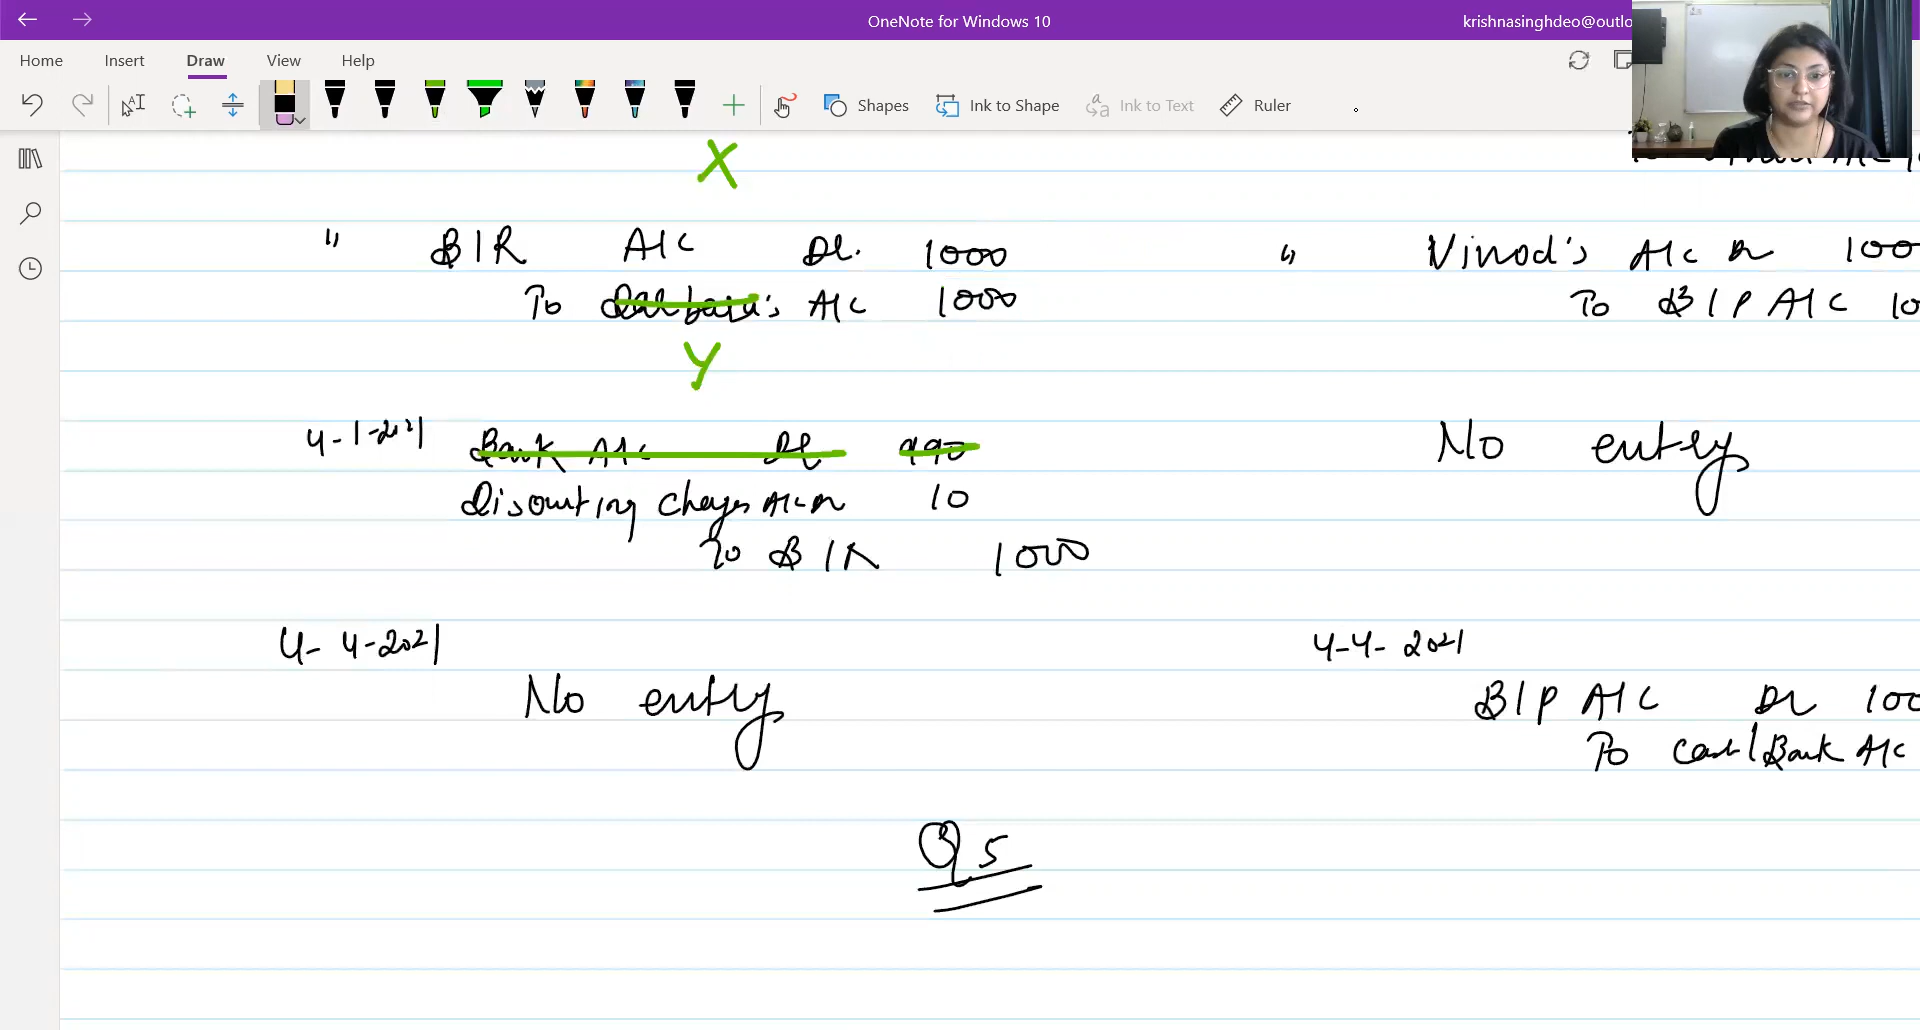 OneNote for Windows 10
krishnasinghdeo@outlo
Home Insert Draw View Help
Shapes Ink to Shape Ink to Text Ruler
X
" B/R A/C Dr. 1000
To A/C 1000
Y
" Vinod's A/C Dr 100
To B/P A/C 10
4-1-2021 Bank A/C Dr 990
Discounting charges A/C Dr 10
To B/R 1000
No entry
4-4-2021
No entry
4-4-2021
B/P A/C Dr 100
To Cash/Bank A/C
Q5